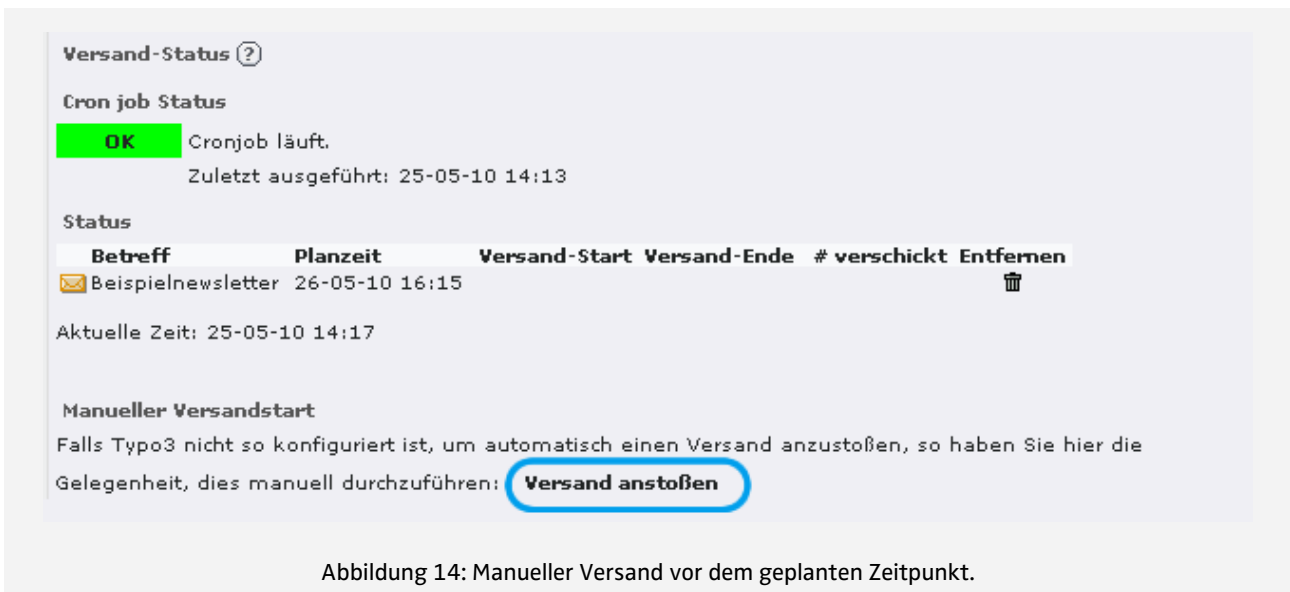 Versand-Status ?
Cron job Status
OK Cronjob läuft.
Zuletzt ausgeführt: 25-05-10 14:13
Status
Betreff Planzeit Versand-Start Versand-Ende # verschickt Entfernen
Beispielnewsletter 26-05-10 16:15
Aktuelle Zeit: 25-05-10 14:17
Manueller Versandstart
Falls Typo3 nicht so konfiguriert ist, um automatisch einen Versand anzustoßen, so haben Sie hier die
Gelegenheit, dies manuell durchzuführen: Versand anstoßen
Abbildung 14: Manueller Versand vor dem geplanten Zeitpunkt.